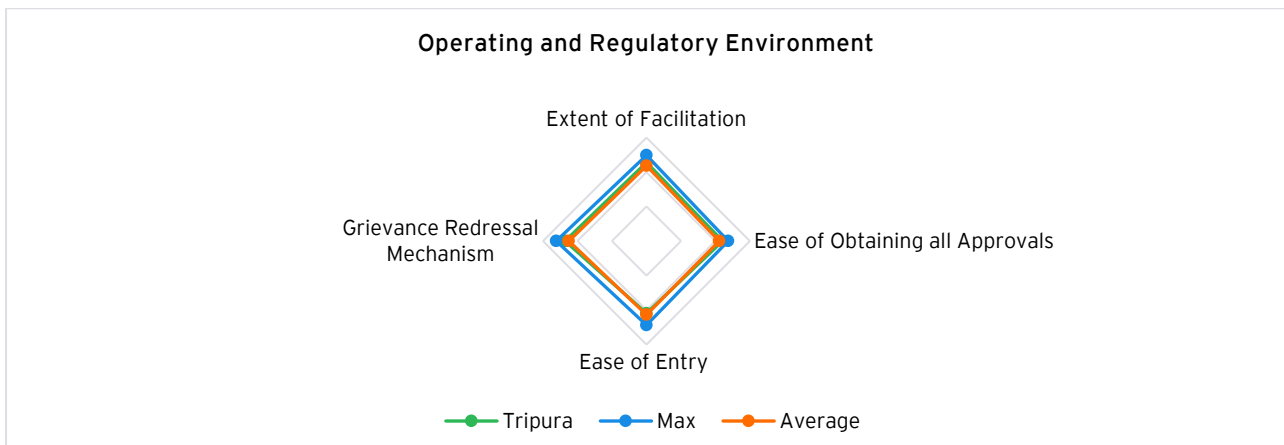 Operating and Regulatory Environment
Extent of Facilitation
Grievance Redressal
Mechanism
Ease of Obtaining all Approvals
Ease of Entry
Tripura
Max
Average